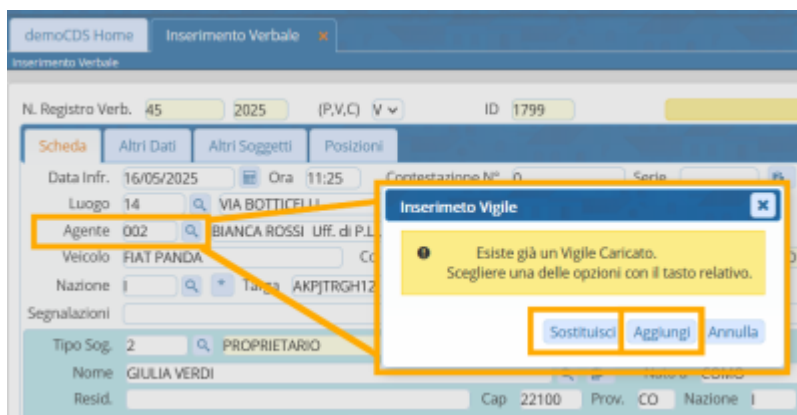 demoCDS Home Inserimento Verbale ×
Inserimento Verbale
N. Registro Verb. 45 2025 (P,V,C) V ID 1799
Scheda Altri Dati Altri Soggetti Posizioni
Data Infr. 16/05/2025 Ora 11:25 Contestazione N° 0 Serie
Luogo 14 VIA BOTTICELLI
Agente 002 BIANCA ROSSI Uff. di P.L.
Veicolo FIAT PANDA
Nazione I * Targa AKPJTRGH12
Segnalazioni
Tipo Sog. 2 PROPRIETARIO
Nome GIULIA VERDI COMO
Resid. Cap 22100 Prov. CO Nazione I
Inserimeto Vigile ×
Esiste già un Vigile Caricato.
Scegliere una delle opzioni con il tasto relativo.
Sostituisci Aggiungi Annulla